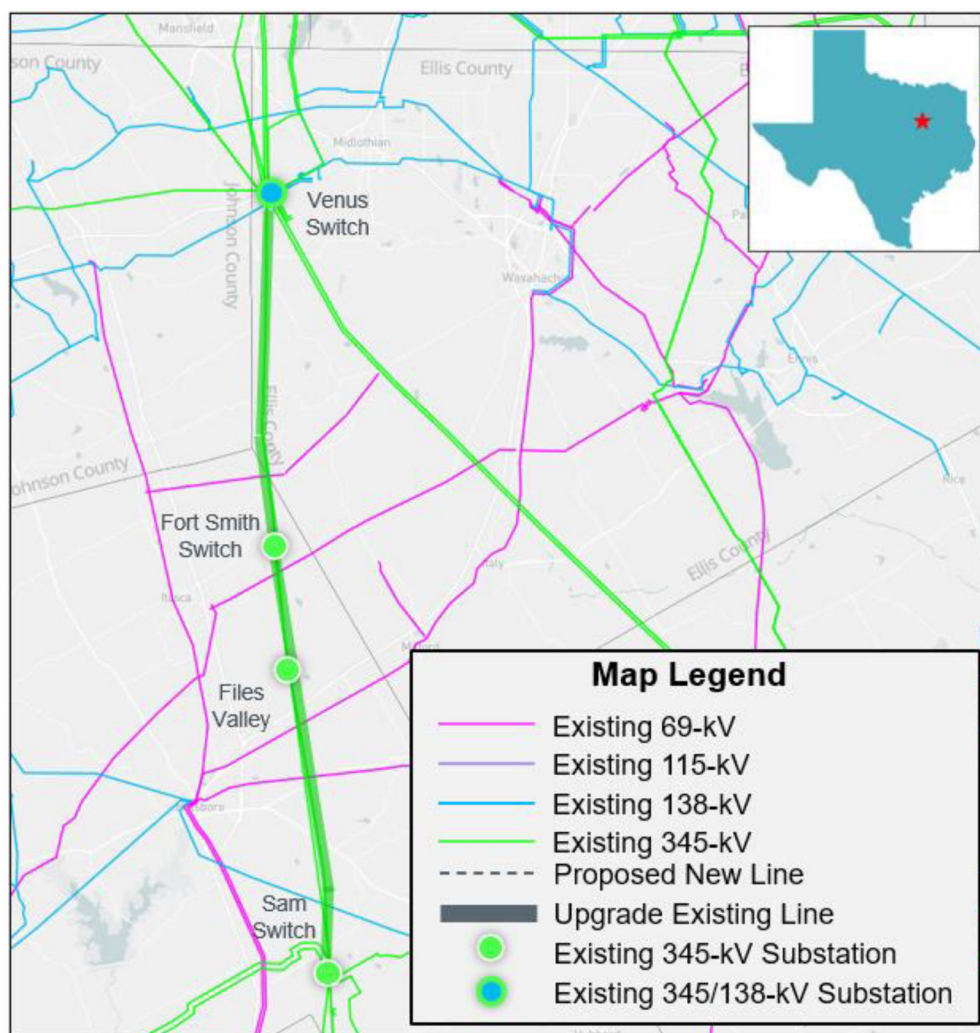 Mansfield
Ellis County
Midlothian
Johnson County
Venus
Switch
Waxahach
Ennis
Ellis County
Johnson County
Rice
Fort Smith
Switch
Italy
Ellis County
Itasca
Files
Valley
Sam
Switch
Map Legend
Existing 69-kV
Existing 115-kV
Existing 138-kV
Existing 345-kV
Proposed New Line
Upgrade Existing Line
Existing 345-kV Substation
Existing 345/138-kV Substation